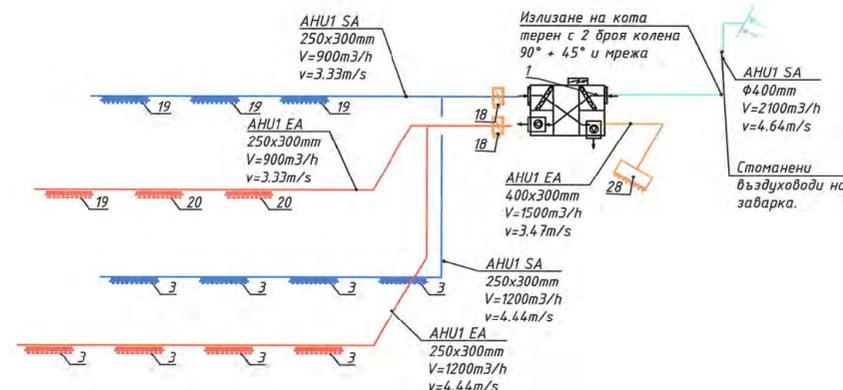 AHU1 SA
250x300mm
V=900m3/h
v=3.33m/s
Излизане на кота
терен с 2 броя колена
90° + 45° и мрежа
1
AHU1 SA
Ф400mm
V=2100m3/h
v=4.64m/s
19
19
19
18
AHU1 EA
250x300mm
V=900m3/h
v=3.33m/s
18
Стоманени
въздуховоди на
заварка.
AHU1 EA
400x300mm
V=1500m3/h
v=3.47m/s
28
19
20
20
AHU1 SA
250x300mm
V=1200m3/h
v=4.44m/s
3
3
3
3
AHU1 EA
250x300mm
V=1200m3/h
v=4.44m/s
3
3
3
3